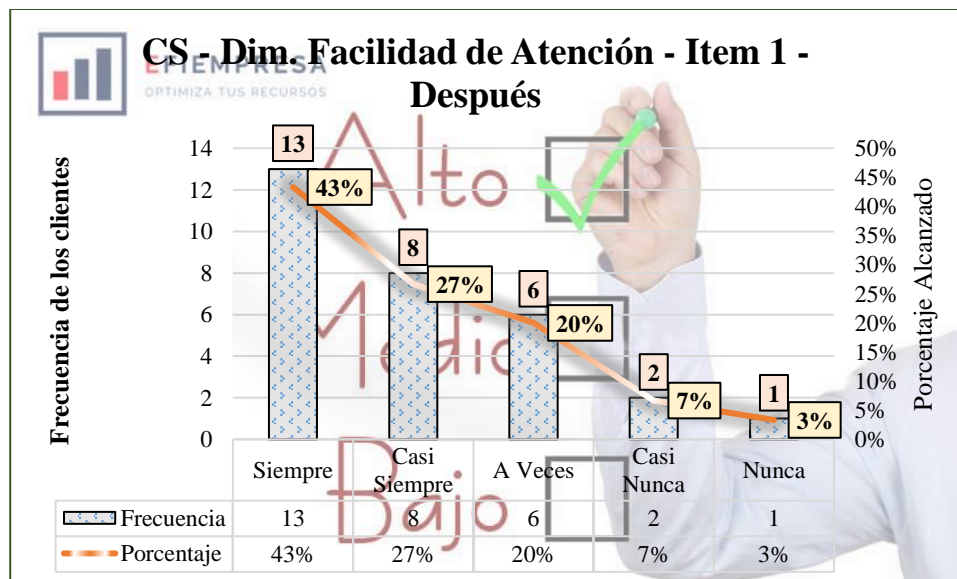 CS - Dim. Facilidad de Atención - Item 1 -
Después
EFIEMPRESA
OPTIMIZA TUS RECURSOS
Alto
Medio
Bajo
Frecuencia de los clientes
14
12
10
8
6
4
2
0
13
8
6
2
1
43%
27%
20%
7%
3%
50%
45%
40%
35%
30%
25%
20%
15%
10%
5%
0%
Porcentaje Alcanzado
Siempre
Casi
Siempre
A Veces
Casi
Nunca
Nunca
Frecuencia 13 8 6 2 1
Porcentaje 43% 27% 20% 7% 3%